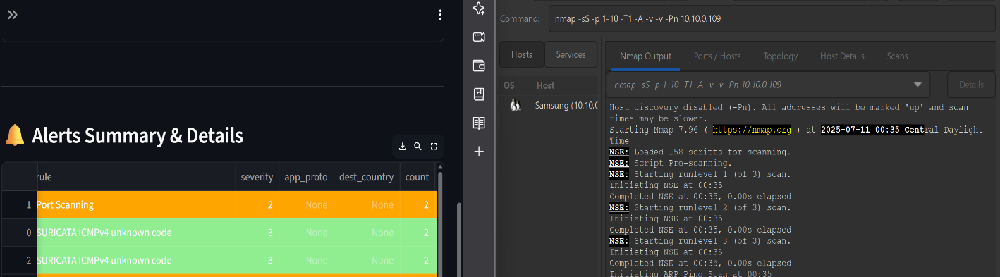 Alerts Summary & Details
rule severity app_proto dest_country count
1 Port Scanning 2 None None 2
0 SURICATA ICMPv4 unknown code 3 None None 2
2 SURICATA ICMPv4 unknown code 3 None None 2
Command: nmap -sS -p 1-10 -T1 -A -v -v -Pn 10.10.0.109
Hosts Services
OS Host
Samsung (10.10.0
Nmap Output Ports / Hosts Topology Host Details Scans
nmap -sS -p 1-10 -T1 -A -v -v -Pn 10.10.0.109 Details
Host discovery disabled (-Pn). All addresses will be marked 'up' and scan
times may be slower.
Starting Nmap 7.96 ( https://nmap.org ) at 2025-07-11 00:35 Central Daylight
Time
NSE: Loaded 158 scripts for scanning.
NSE: Script Pre-scanning.
NSE: Starting runlevel 1 (of 3) scan.
Initiating NSE at 00:35
Completed NSE at 00:35, 0.00s elapsed
NSE: Starting runlevel 2 (of 3) scan.
Initiating NSE at 00:35
Completed NSE at 00:35, 0.00s elapsed
NSE: Starting runlevel 3 (of 3) scan.
Initiating NSE at 00:35
Completed NSE at 00:35, 0.00s elapsed
Initiating ARP Ping Scan at 00:35